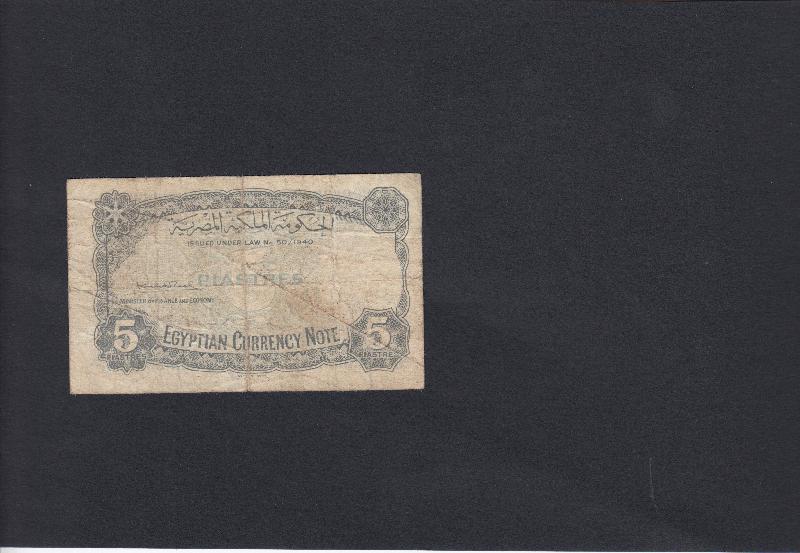 الحكومة الملكية المصرية
ISSUED UNDER LAW No 50/1940
PIASTRES
MINISTER OF FINANCE AND ECONOMY
EGYPTIAN CURRENCY NOTE
5
PIASTRES
5
PIASTRES